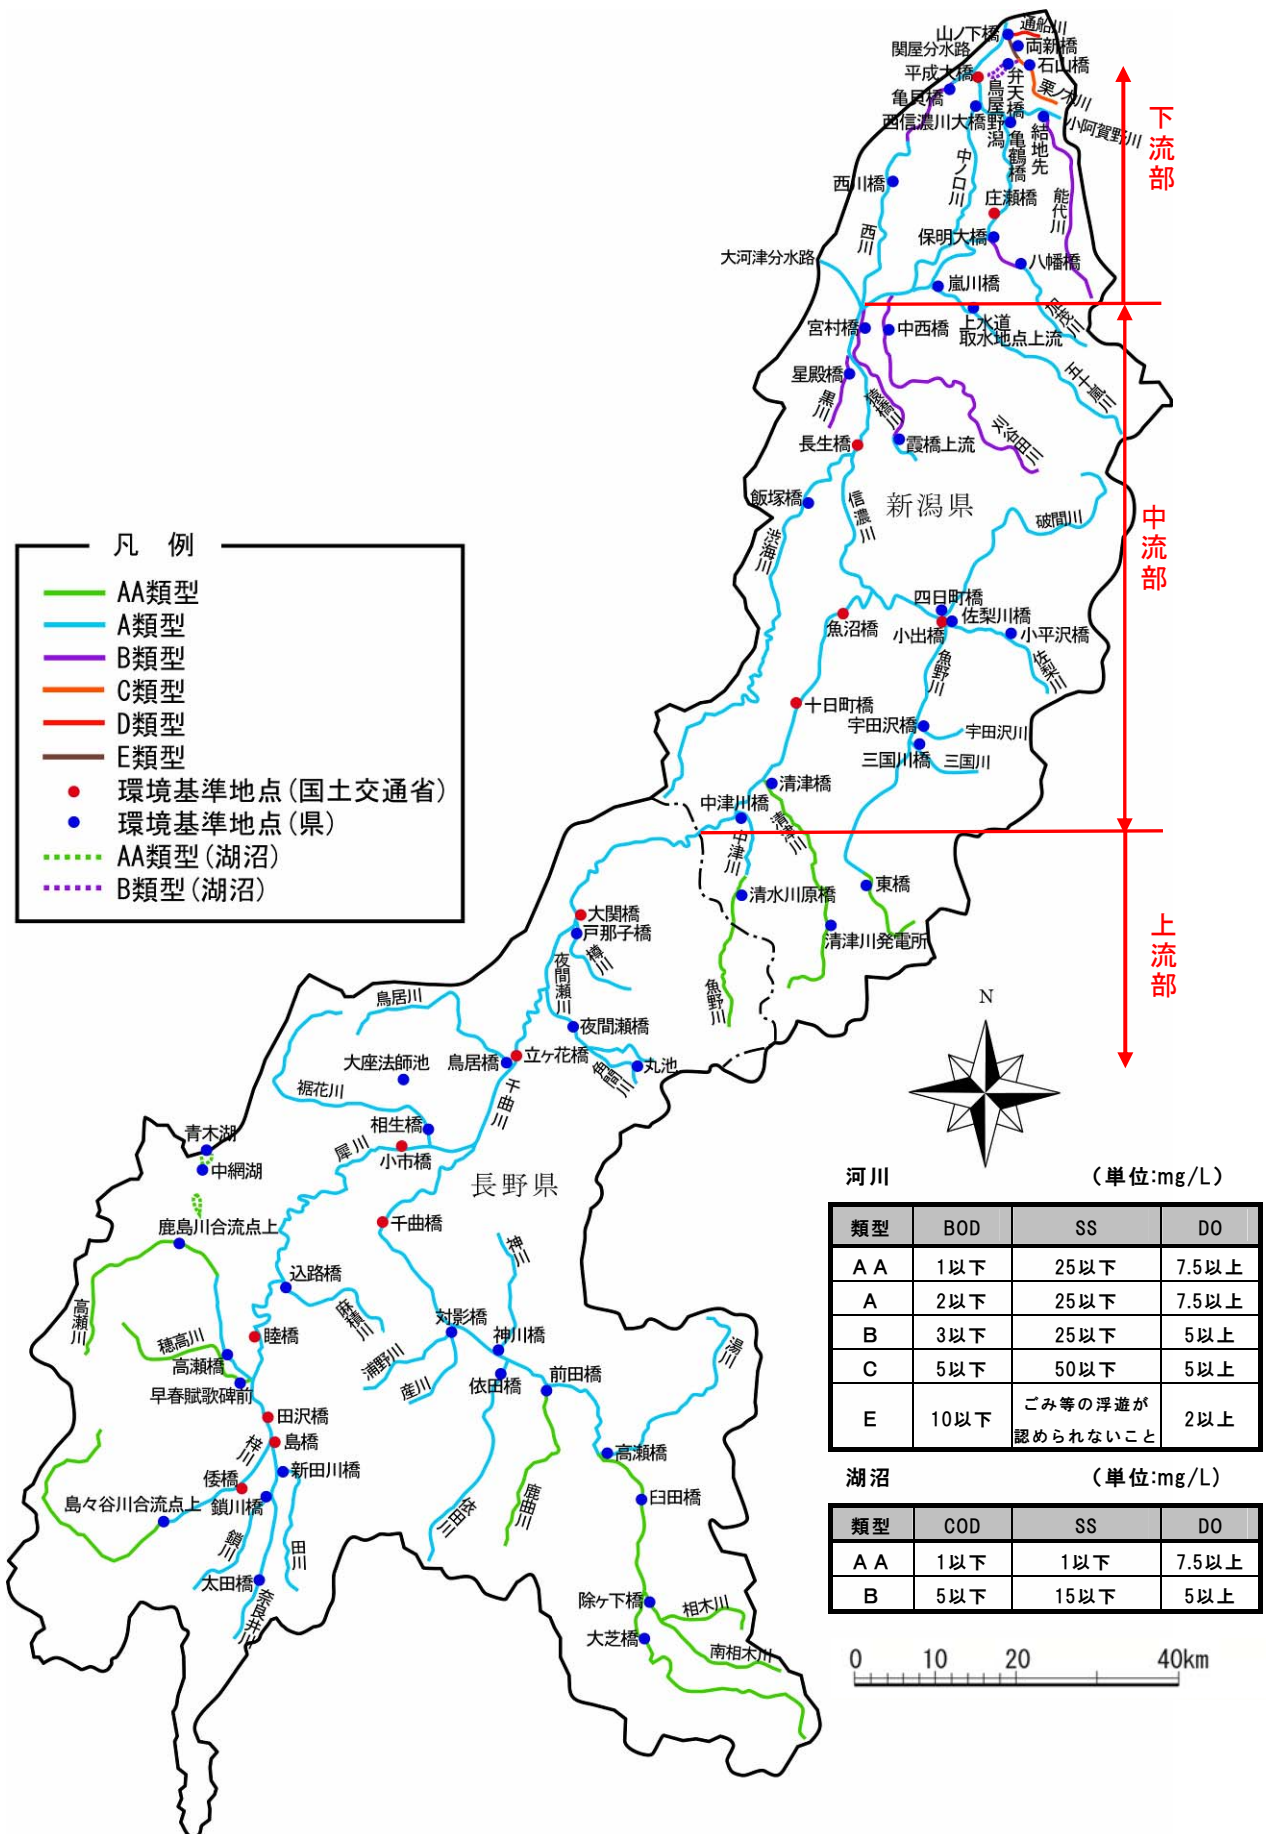 通船川
山ノ下橋
関屋分水路
両新橋
平成大橋
石山橋
弁天橋
鳥屋野潟
栗ノ木川
亀貝橋
西信濃川大橋
小阿賀野川
結地先
亀鶴橋
中ノ口川
西川橋
庄瀬橋
能代川
保明大橋
西川
大河津分水路
八幡橋
嵐川橋
加茂川
下流部
宮村橋
中西橋
上水道
取水地点上流
五十嵐川
星殿橋
黒川
猿橋川
刈谷田川
長生橋
霞橋上流
飯塚橋
信濃川
新潟県
破間川
渋海川
中流部
四日町橋
佐梨川橋
魚沼橋
小出橋
小平沢橋
佐梨川
魚野川
十日町橋
宇田沢橋
宇田沢川
三国川橋
三国川
清津橋
中津川橋
清津川
中津川
東橋
清水川原橋
清津川発電所
魚野川
上流部
凡 例
AA類型
A類型
B類型
C類型
D類型
E類型
環境基準地点(国土交通省)
環境基準地点(県)
AA類型(湖沼)
B類型(湖沼)
大関橋
戸那子橋
樽川
夜間瀬川
鳥居川
夜間瀬橋
大座法師池
鳥居橋
立ヶ花橋
丸池
角間川
千曲川
裾花川
相生橋
青木湖
犀川
小市橋
中網湖
長野県
鹿島川合流点上
千曲橋
神川
込路橋
高瀬川
麻績川
対影橋
穂高川
睦橋
神川橋
湯川
高瀬橋
浦野川
早春賦歌碑前
産川
依田橋
前田橋
田沢橋
梓川
島橋
高瀬橋
倭橋
新田川橋
島々谷川合流点上
鎖川橋
臼田橋
依田川
鹿曲川
鎖川
田川
太田橋
奈良井川
除ヶ下橋
相木川
大芝橋
南相木川
N
河川 (単位:mg/L)
類型 BOD SS DO
AA 1以下 25以下 7.5以上
A 2以下 25以下 7.5以上
B 3以下 25以下 5以上
C 5以下 50以下 5以上
E 10以下 ごみ等の浮遊が 2以上
認められないこと
湖沼 (単位:mg/L)
類型 COD SS DO
AA 1以下 1以下 7.5以上
B 5以下 15以下 5以上
0 10 20 40km